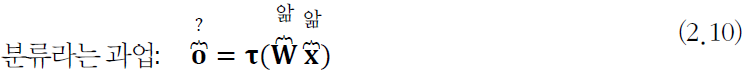 ? 앎 앎
분류라는 과업: o = τ(W x) (2.10)